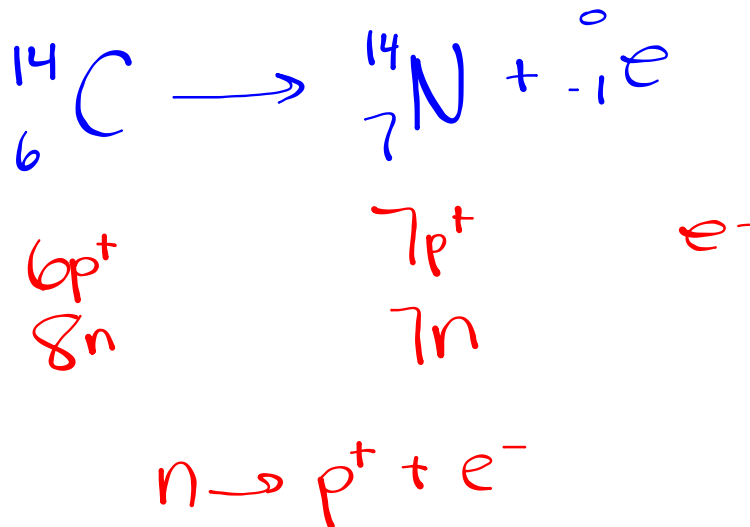 ¹⁴₆C → ¹⁴₇N + ⁰₋₁e
6p⁺ 7p⁺ e⁻
8n 7n
n → p⁺ + e⁻